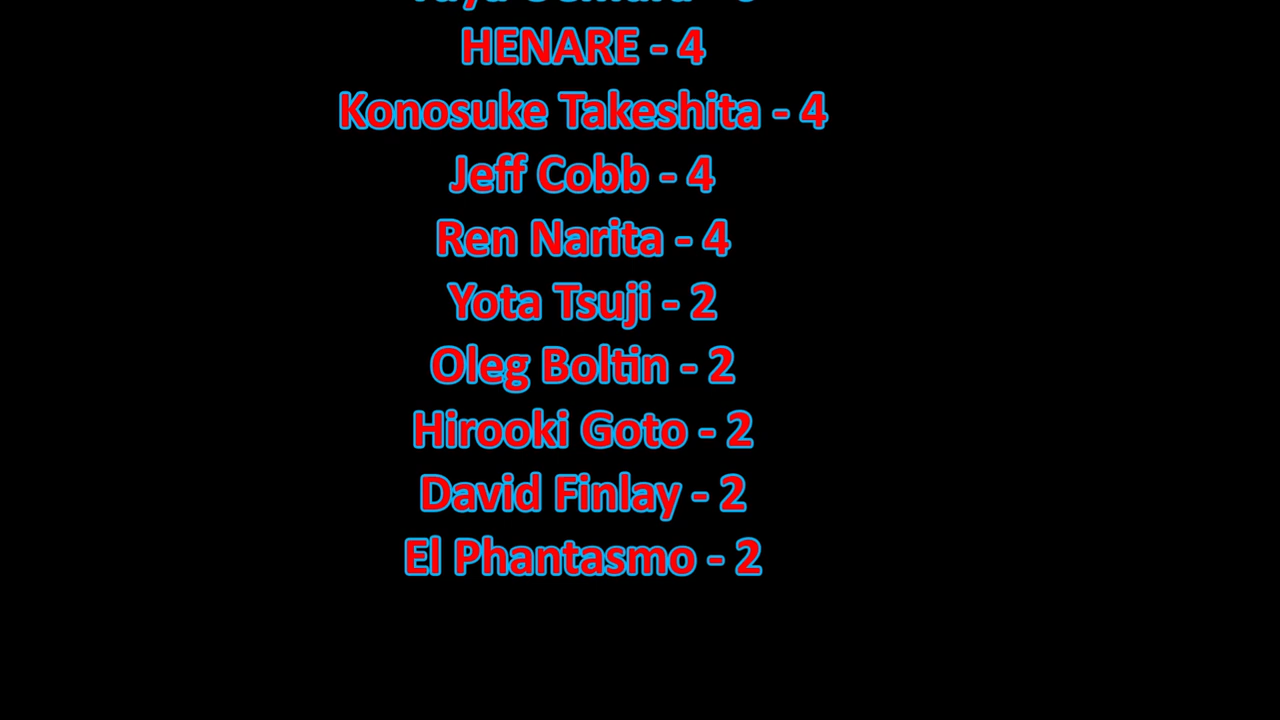 HENARE - 4
Konosuke Takeshita - 4
Jeff Cobb - 4
Ren Narita - 4
Yota Tsuji - 2
Oleg Boltin - 2
Hirooki Goto - 2
David Finlay - 2
El Phantasmo - 2